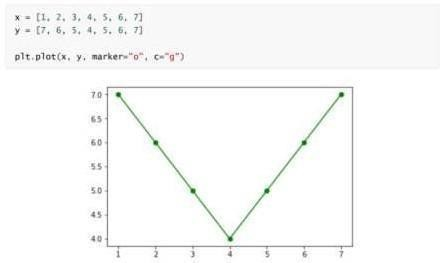 x = [1, 2, 3, 4, 5, 6, 7]
y = [7, 6, 5, 4, 5, 6, 7]
plt.plot(x, y, marker="o", c="g")
7.0
6.5
6.0
5.5
5.0
4.5
4.0
1 2 3 4 5 6 7